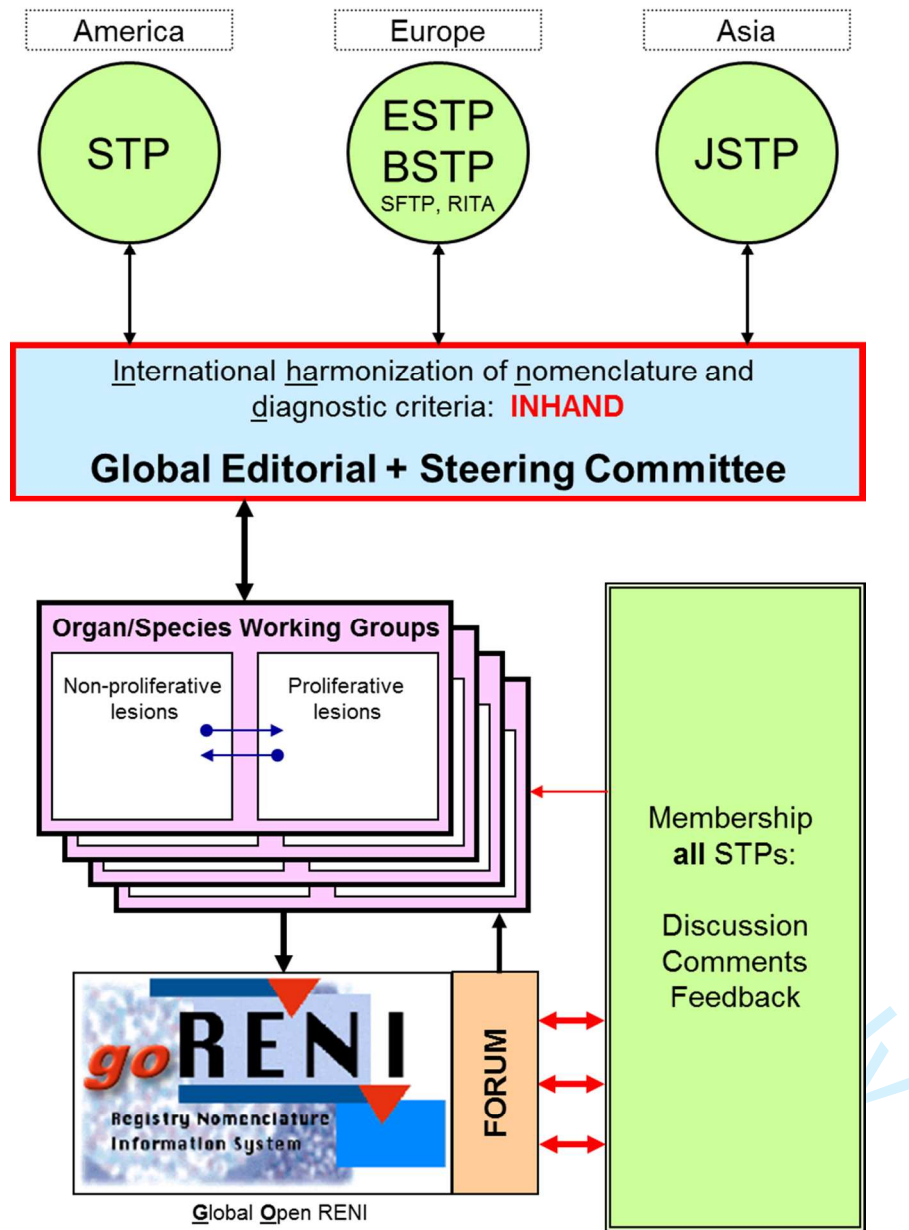 America
Europe
Asia
STP
ESTP
BSTP
SFTP, RITA
JSTP
International harmonization of nomenclature and
diagnostic criteria: INHAND
Global Editorial + Steering Committee
Organ/Species Working Groups
Non-proliferative
lesions
Proliferative
lesions
Membership
all STPs:
Discussion
Comments
Feedback
goRENI
Registry Nomenclature
Information System
FORUM
Global Open RENI